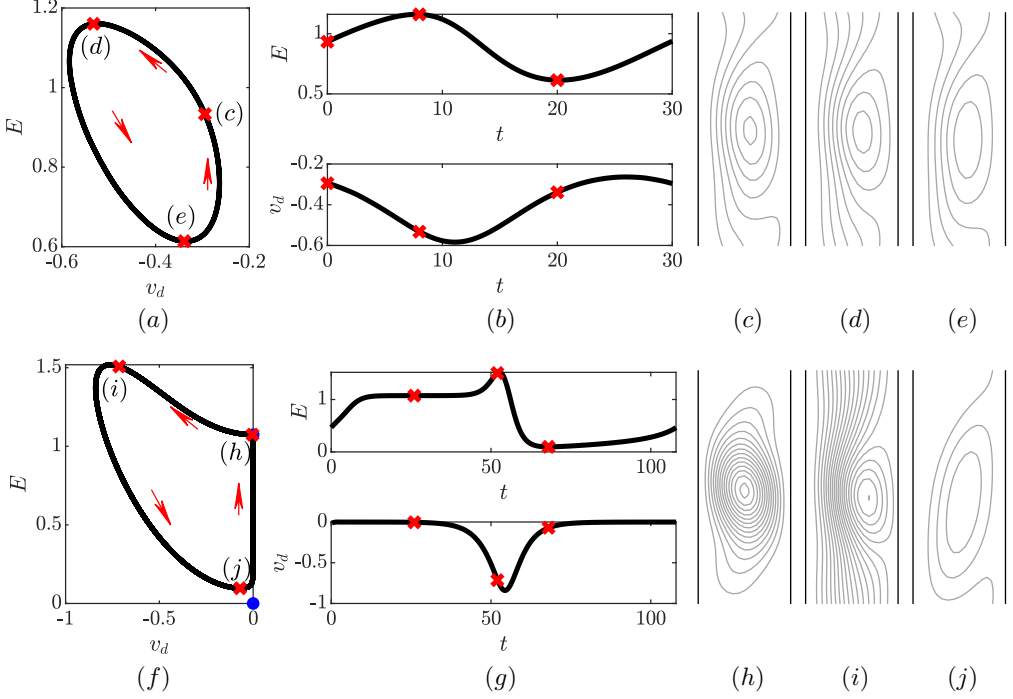 1.2
1
0.8
0.6
E
-0.6
-0.4
-0.2
v_d
(c)
(d)
(e)
(a)
1
0.5
E
0
10
20
30
t
-0.2
-0.4
-0.6
v_d
0
10
20
30
t
(b)
(c)
(d)
(e)
1.5
1
0.5
0
E
-1
-0.5
0
v_d
(i)
(h)
(j)
(f)
1
0
E
0
50
100
t
0
-0.5
-1
v_d
0
50
100
t
(g)
(h)
(i)
(j)